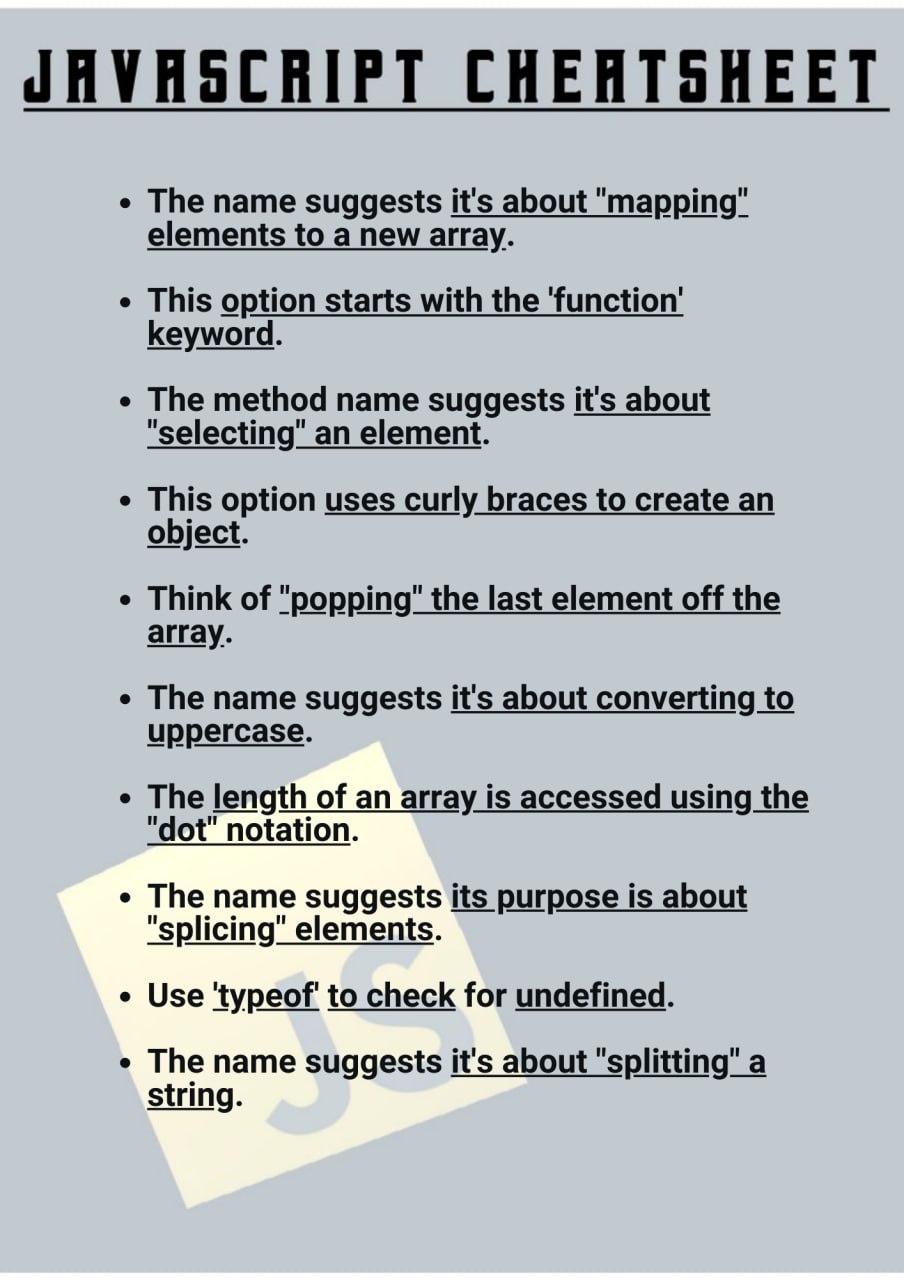 JAVASCRIPT CHEATSHEET
• The name suggests it's about "mapping"
elements to a new array.
• This option starts with the 'function'
keyword.
• The method name suggests it's about
"selecting" an element.
• This option uses curly braces to create an
object.
• Think of "popping" the last element off the
array.
• The name suggests it's about converting to
uppercase.
• The length of an array is accessed using the
"dot" notation.
• The name suggests its purpose is about
"splicing" elements.
• Use 'typeof' to check for undefined.
• The name suggests it's about "splitting" a
string.
JS